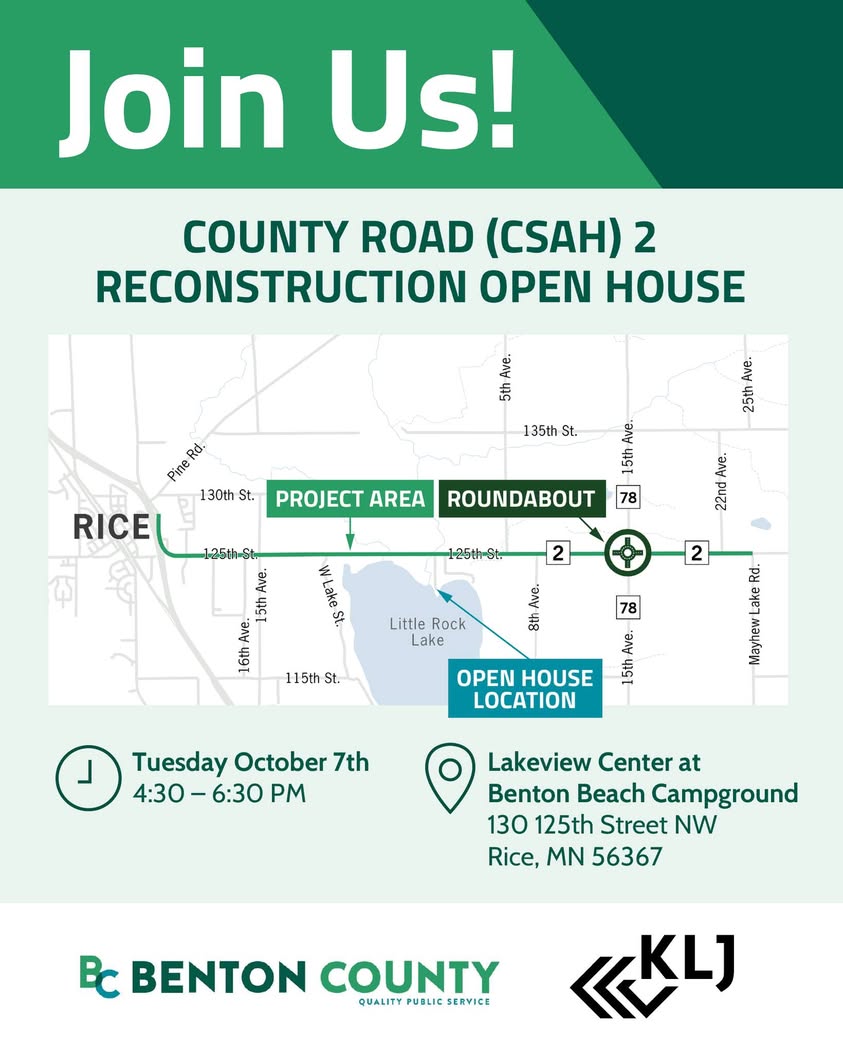 Join Us!
COUNTY ROAD (CSAH) 2
RECONSTRUCTION OPEN HOUSE
5th Ave.
25th Ave.
135th St.
15th Ave.
Pine Rd.
22nd Ave.
130th St.
PROJECT AREA
ROUNDABOUT
78
RICE
125th St.
125th St.
2
2
15th Ave.
W Lake St.
8th Ave.
78
Mayhew Lake Rd.
Little Rock
Lake
16th Ave.
15th Ave.
115th St.
OPEN HOUSE
LOCATION
Tuesday October 7th
4:30 – 6:30 PM
Lakeview Center at
Benton Beach Campground
130 125th Street NW
Rice, MN 56367
BC BENTON COUNTY
QUALITY PUBLIC SERVICE
KLJ